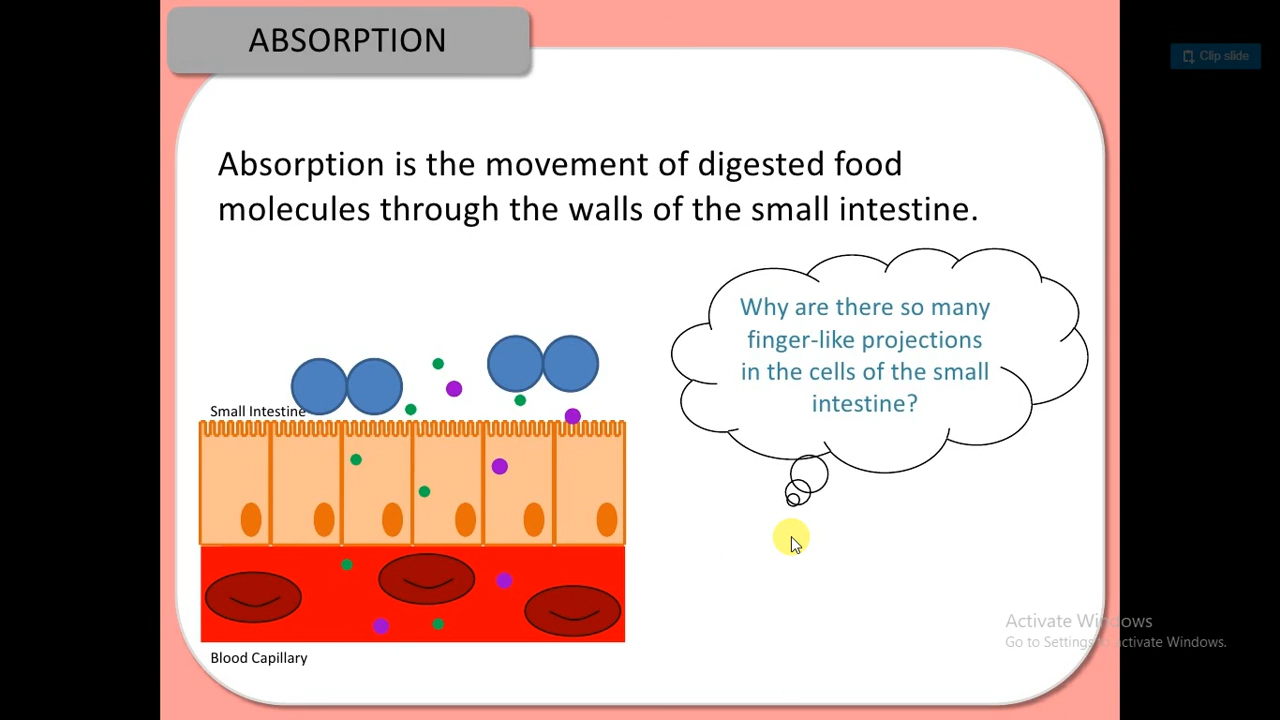 ABSORPTION
Clip slide
Absorption is the movement of digested food
molecules through the walls of the small intestine.
Why are there so many
finger-like projections
in the cells of the small
intestine?
Small Intestine
Blood Capillary
Activate Windows
Go to Settings to activate Windows.